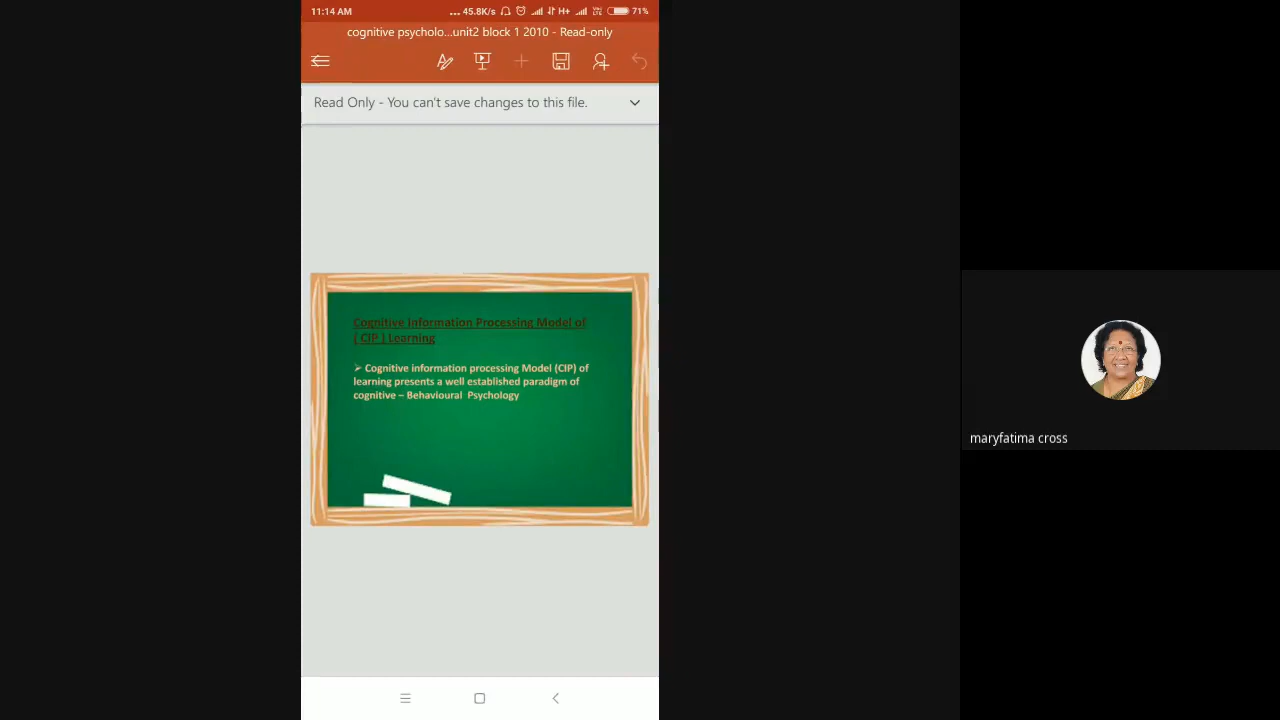 11:14 AM
... 45.8K/s H+ VoLTE 71%
cognitive psycholo...unit2 block 1 2010 - Read-only
Read Only - You can't save changes to this file.
Cognitive Information Processing Model of
( CIP ) Learning
➢ Cognitive information processing Model (CIP) of
learning presents a well established paradigm of
cognitive – Behavioural Psychology
maryfatima cross